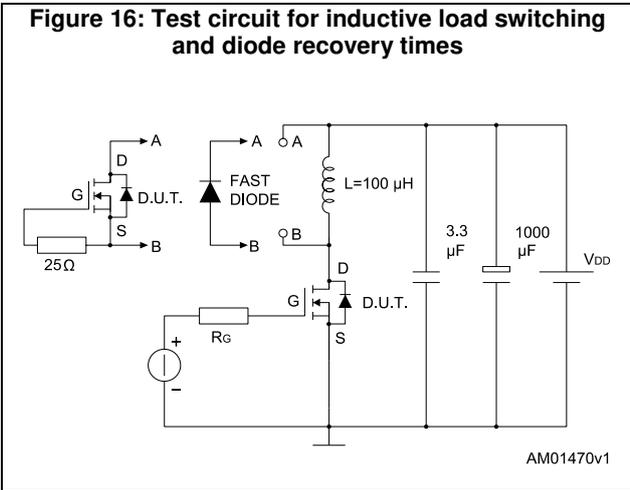 Figure 16: Test circuit for inductive load switching
and diode recovery times
A
D
G
D.U.T.
S
B
25Ω
A
FAST
DIODE
B
A
L=100 µH
B
D
G
D.U.T.
S
RG
+
-
3.3
µF
1000
µF
VDD
AM01470v1